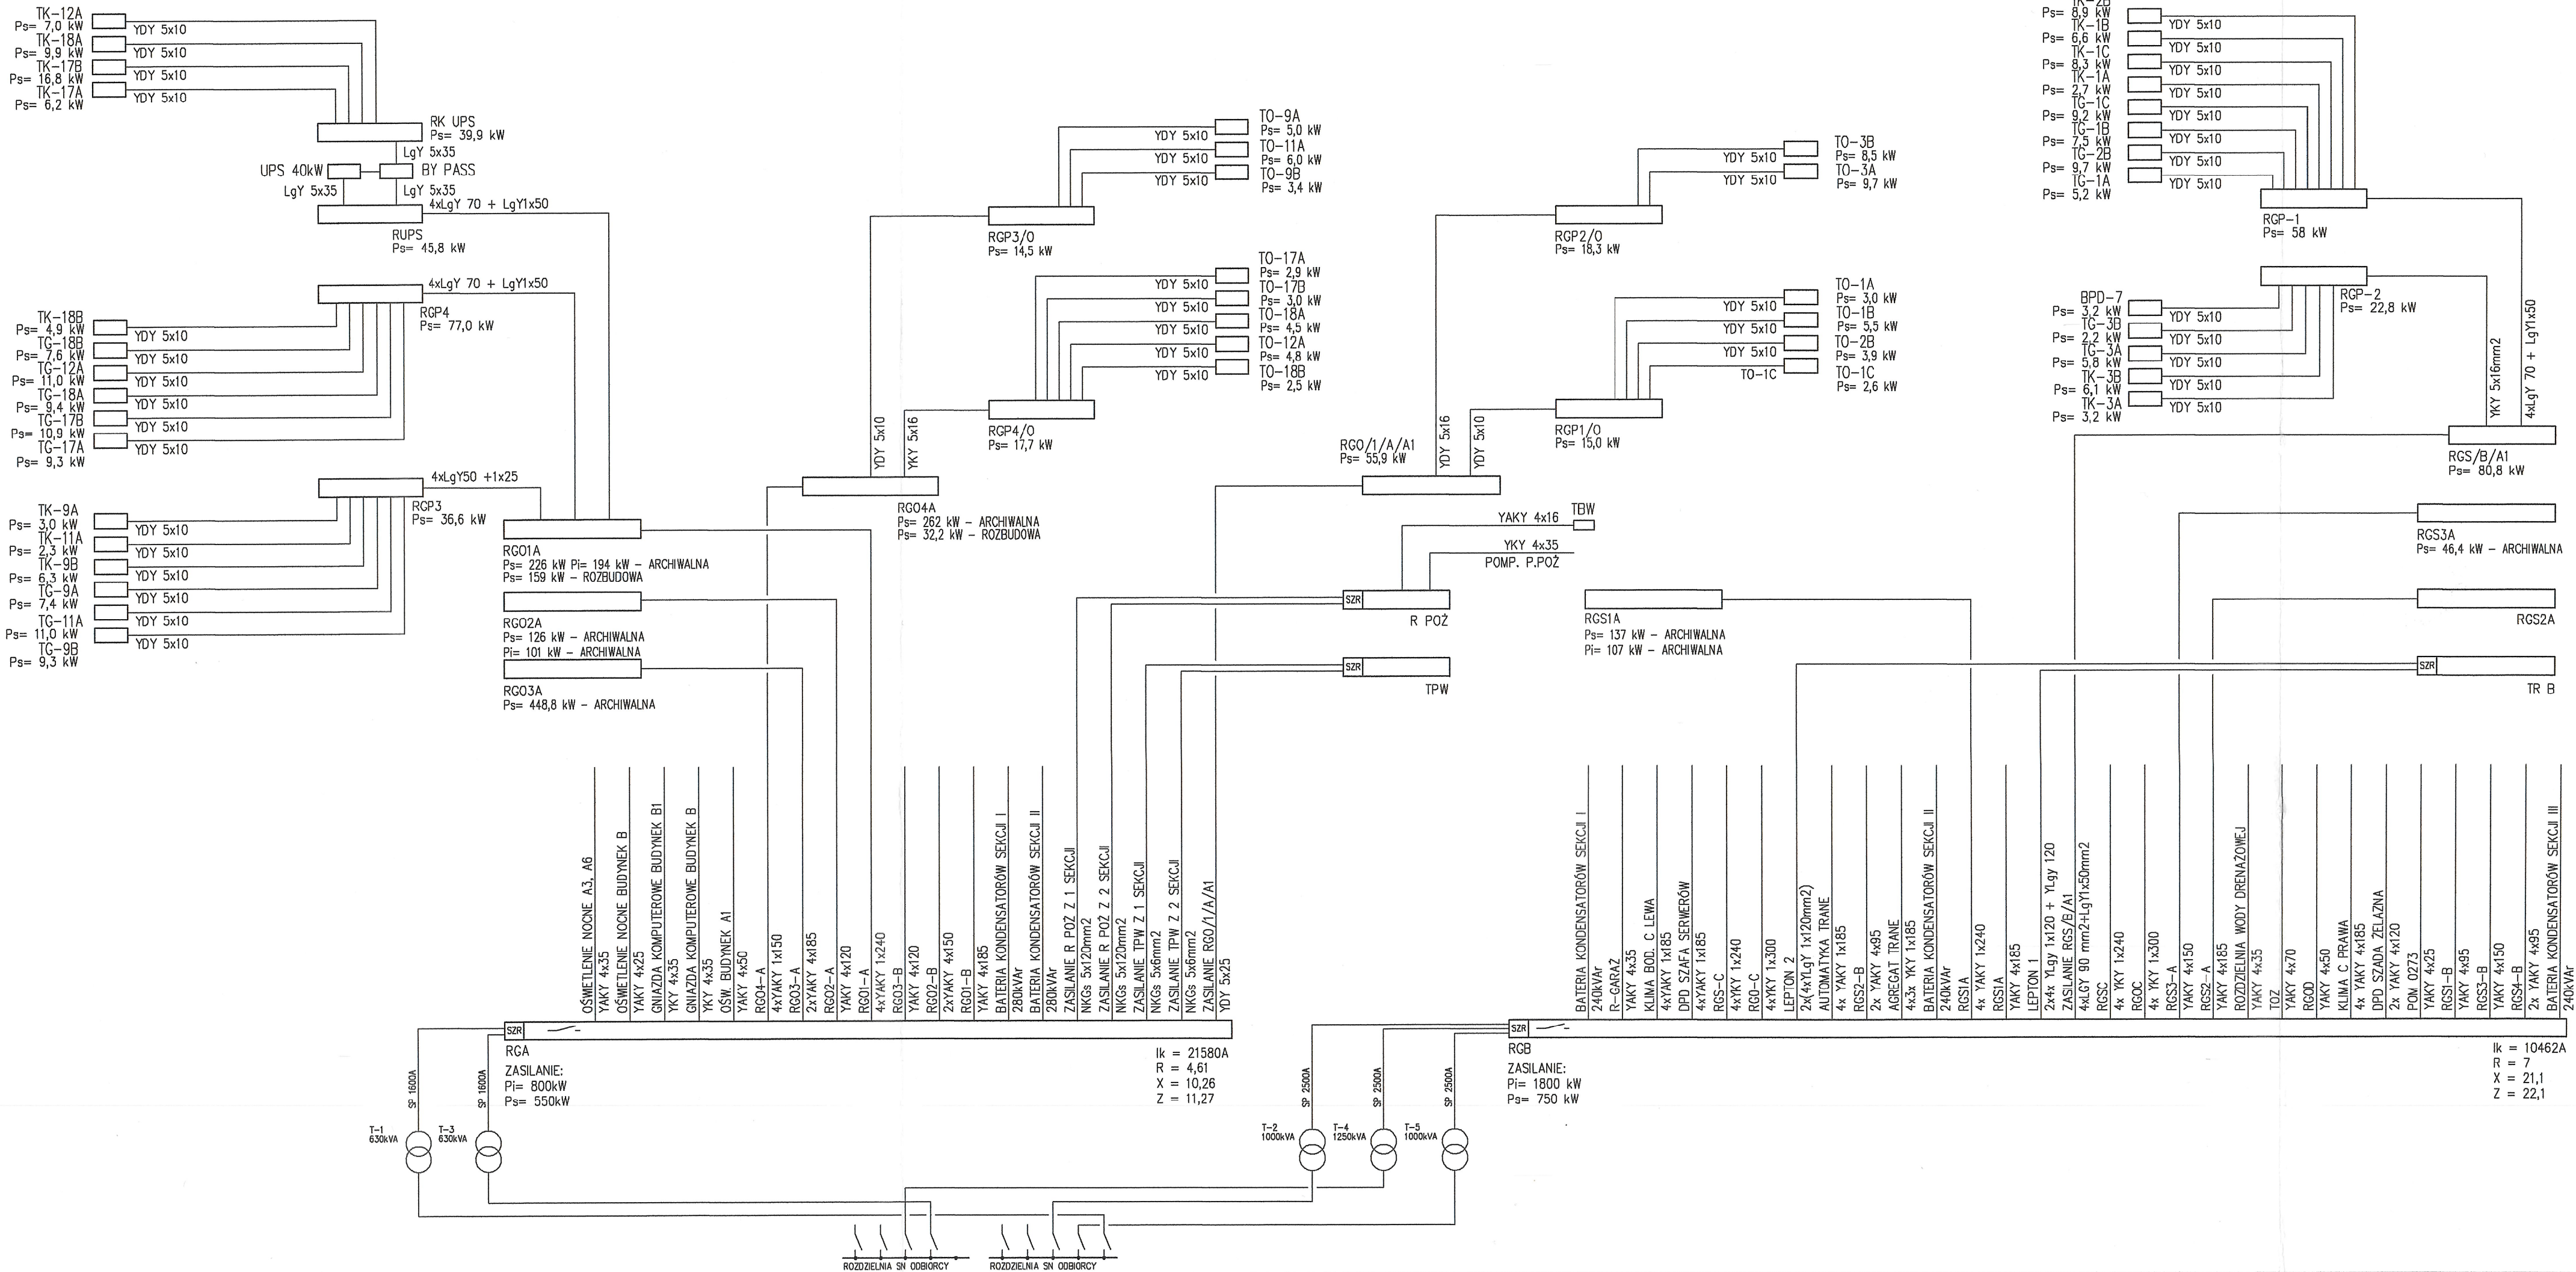 TK-12A
Ps= 7,0 kW
YDY 5x10
TK-18A
Ps= 9,9 kW
YDY 5x10
TK-17B
Ps= 16,8 kW
YDY 5x10
TK-17A
Ps= 6,2 kW
YDY 5x10
RK UPS
Ps= 39,9 kW
LgY 5x35
UPS 40kW
BY PASS
LgY 5x35
LgY 5x35
4xLgY 70 + LgY1x50
RUPS
Ps= 45,8 kW
4xLgY 70 + LgY1x50
RGP4
Ps= 77,0 kW
TK-18B
Ps= 4,9 kW
YDY 5x10
TG-18B
Ps= 7,6 kW
YDY 5x10
TG-12A
Ps= 11,0 kW
YDY 5x10
TG-18A
Ps= 9,4 kW
YDY 5x10
TG-17B
Ps= 10,9 kW
YDY 5x10
TG-17A
Ps= 9,3 kW
YDY 5x10
4xLgY50 +1x25
RGP3
Ps= 36,6 kW
TK-9A
Ps= 3,0 kW
YDY 5x10
TK-11A
Ps= 2,3 kW
YDY 5x10
TK-9B
Ps= 6,3 kW
YDY 5x10
TG-9A
Ps= 7,4 kW
YDY 5x10
TG-11A
Ps= 11,0 kW
YDY 5x10
TG-9B
Ps= 9,3 kW
YDY 5x10
RGO1A
Ps= 226 kW Pi= 194 kW - ARCHIWALNA
Ps= 159 kW - ROZBUDOWA
RGO2A
Ps= 126 kW - ARCHIWALNA
Pi= 101 kW - ARCHIWALNA
RGO3A
Ps= 448,8 kW - ARCHIWALNA
TO-9A
YDY 5x10
Ps= 5,0 kW
TO-11A
YDY 5x10
Ps= 6,0 kW
TO-9B
YDY 5x10
Ps= 3,4 kW
RGP3/O
Ps= 14,5 kW
TO-17A
YDY 5x10
Ps= 2,9 kW
TO-17B
YDY 5x10
Ps= 3,0 kW
TO-18A
YDY 5x10
Ps= 4,5 kW
TO-12A
YDY 5x10
Ps= 4,8 kW
TO-18B
YDY 5x10
Ps= 2,5 kW
RGP4/O
Ps= 17,7 kW
YDY 5x10
YKY 5x16
RGO4A
Ps= 262 kW - ARCHIWALNA
Ps= 32,2 kW - ROZBUDOWA
TO-3B
YDY 5x10
Ps= 8,5 kW
TO-3A
YDY 5x10
Ps= 9,7 kW
RGP2/O
Ps= 18,3 kW
TO-1A
YDY 5x10
Ps= 3,0 kW
TO-1B
YDY 5x10
Ps= 5,5 kW
TO-2B
YDY 5x10
Ps= 3,9 kW
TO-1C
TO-1C
Ps= 2,6 kW
RGP1/O
Ps= 15,0 kW
RGO/1/A/A1
Ps= 55,9 kW
YDY 5x16
YDY 5x10
YAKY 4x16
TBW
YKY 4x35
POMP. P.POŻ
SZR
R POŻ
SZR
TPW
RGS1A
Ps= 137 kW - ARCHIWALNA
Pi= 107 kW - ARCHIWALNA
TK-2B
Ps= 8,9 kW
YDY 5x10
TK-1B
Ps= 6,6 kW
YDY 5x10
TK-1C
Ps= 8,3 kW
YDY 5x10
TK-1A
Ps= 2,7 kW
YDY 5x10
TG-1C
Ps= 9,2 kW
YDY 5x10
TG-1B
Ps= 7,5 kW
YDY 5x10
TG-2B
Ps= 9,7 kW
YDY 5x10
TG-1A
Ps= 5,2 kW
YDY 5x10
RGP-1
Ps= 58 kW
RGP-2
Ps= 22,8 kW
BPD-7
Ps= 3,2 kW
YDY 5x10
TG-3B
Ps= 2,2 kW
YDY 5x10
TG-3A
Ps= 5,8 kW
YDY 5x10
TK-3B
Ps= 6,1 kW
YDY 5x10
TK-3A
Ps= 3,2 kW
YDY 5x10
YKY 5x16mm2
4xLgY 70 + LgY1x50
RGS/B/A1
Ps= 80,8 kW
RGS3A
Ps= 46,4 kW - ARCHIWALNA
RGS2A
SZR
TR B
OŚWIETLENIE NOCNE A3, A6
YAKY 4x35
OŚWIETLENIE NOCNE BUDYNEK B
YAKY 4x25
GNIAZDA KOMPUTEROWE BUDYNEK B1
YKY 4x35
GNIAZDA KOMPUTEROWE BUDYNEK B
YKY 4x35
OŚW. BUDYNEK A1
YAKY 4x50
RGO4-A
4xYAKY 1x150
RGO3-A
2xYAKY 4x185
RGO2-A
YAKY 4x120
RGO1-A
4xYAKY 1x240
RGO3-B
YAKY 4x120
RGO2-B
2xYAKY 4x150
RGO1-B
YAKY 4x185
BATERIA KONDENSATORÓW SEKCJI I
280kVAr
BATERIA KONDENSATORÓW SEKCJI II
280kVAr
ZASILANIE R POŻ Z 1 SEKCJI
NKGs 5x120mm2
ZASILANIE R POŻ Z 2 SEKCJI
NKGs 5x120mm2
ZASILANIE TPW Z 1 SEKCJI
NKGs 5x6mm2
ZASILANIE TPW Z 2 SEKCJI
NKGs 5x6mm2
ZASILANIE RGO/1/A/A1
YDY 5x25
BATERIA KONDENSATORÓW SEKCJI I
240kVAr
R-GARAŻ
YAKY 4x35
KLIMA BOD. C LEWA
4xYAKY 1x185
DPD SZAFA SERWERÓW
4xYAKY 1x185
RGS-C
4xYKY 1x240
RGO-C
4xYKY 1x300
LEPTON 2
2x(4xYLgY 1x120mm2)
AUTOMATYKA TRANE
4x YAKY 1x185
RGS2-B
2x YAKY 4x95
AGREGAT TRANE
4x3x YKY 1x185
BATERIA KONDENSATORÓW SEKCJI II
240kVAr
RGS1A
4x YAKY 1x240
RGS1A
YAKY 4x185
LEPTON 1
2x4x YLgy 1x120 + YLgy 120
ZASILANIE RGS/B/A1
4xLGY 90 mm2+LgY1x50mm2
RGSC
4x YKY 1x240
RGOC
4x YKY 1x300
RGS3-A
YAKY 4x150
RGS2-A
YAKY 4x185
ROZDZIELNIA WODY DRENAŻOWEJ
YAKY 4x35
TOZ
YAKY 4x70
RGOD
YAKY 4x50
KLIMA C PRAWA
4x YAKY 4x185
DPD SZADA ŻELAZNA
2x YAKY 4x120
POM 0273
YAKY 4x25
RGS1-B
YAKY 4x95
RGS3-B
YAKY 4x150
RGS4-B
2x YAKY 4x95
BATERIA KONDENSATORÓW SEKCJI III
240kVAr
SZR
RGA
ZASILANIE:
Pi= 800kW
Ps= 550kW
Ik = 21580A
R = 4,61
X = 10,26
Z = 11,27
SZR
RGB
ZASILANIE:
Pi= 1800 kW
Ps= 750 kW
Ik = 10462A
R = 7
X = 21,1
Z = 22,1
SP 1600A
SP 1600A
SP 2500A
SP 2500A
SP 2500A
T-1
630kVA
T-3
630kVA
T-2
1000kVA
T-4
1250kVA
T-5
1000kVA
ROZDZIELNIA SN ODBIORCY
ROZDZIELNIA SN ODBIORCY